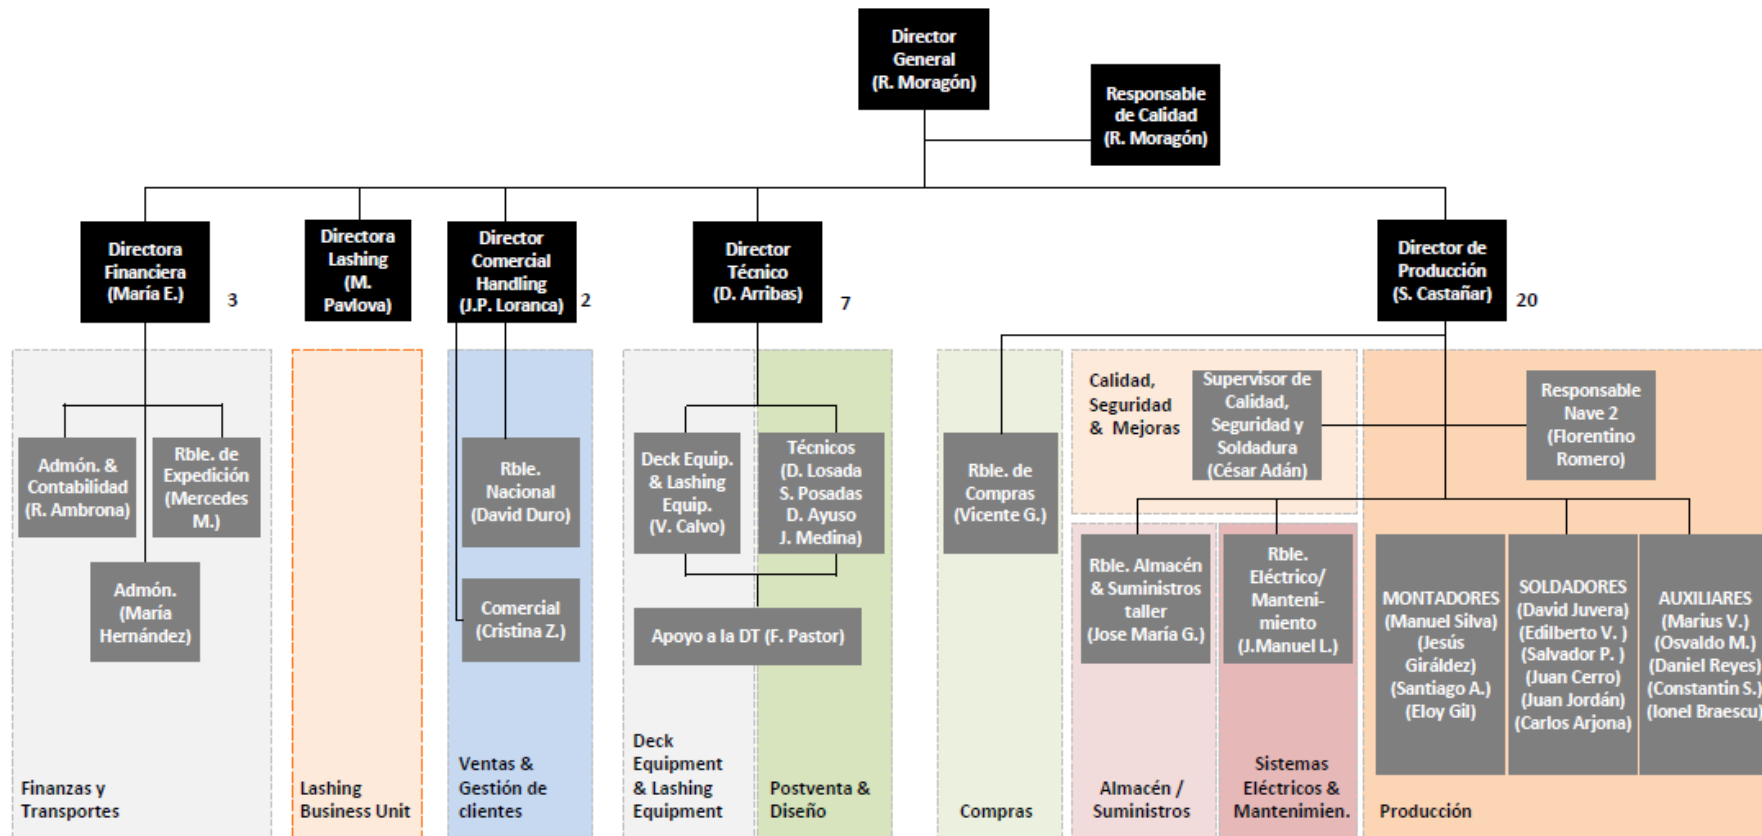 Director
General
(R. Moragón)
Responsable
de Calidad
(R. Moragón)
Directora
Financiera
(María E.)
3
Directora
Lashing
(M.
Pavlova)
Director
Comercial
Handling
(J.P. Loranca)
2
Director
Técnico
(D. Arribas)
7
Director de
Producción
(S. Castañar)
20
Admón. &
Contabilidad
(R. Ambrona)
Rble. de
Expedición
(Mercedes
M.)
Admón.
(María
Hernández)
Finanzas y
Transportes
Lashing
Business Unit
Rble.
Nacional
(David Duro)
Comercial
(Cristina Z.)
Ventas &
Gestión de
clientes
Deck Equip.
& Lashing
Equip.
(V. Calvo)
Técnicos
(D. Losada
S. Posadas
D. Ayuso
J. Medina)
Apoyo a la DT (F. Pastor)
Deck
Equipment
& Lashing
Equipment
Postventa &
Diseño
Rble. de
Compras
(Vicente G.)
Compras
Calidad,
Seguridad
& Mejoras
Supervisor de
Calidad,
Seguridad y
Soldadura
(César Adán)
Responsable
Nave 2
(Florentino
Romero)
Rble. Almacén
& Suministros
taller
(Jose María G.)
Almacén /
Suministros
Rble.
Eléctrico/
Manteni-
miento
(J.Manuel L.)
Sistemas
Eléctricos &
Mantenimien.
MONTADORES
(Manuel Silva)
(Jesús
Giráldez)
(Santiago A.)
(Eloy Gil)
SOLDADORES
(David Juvera)
(Edilberto V. )
(Salvador P. )
(Juan Cerro)
(Juan Jordán)
(Carlos Arjona)
AUXILIARES
(Marius V.)
(Osvaldo M.)
(Daniel Reyes)
(Constantin S.)
(Ionel Braescu)
Producción